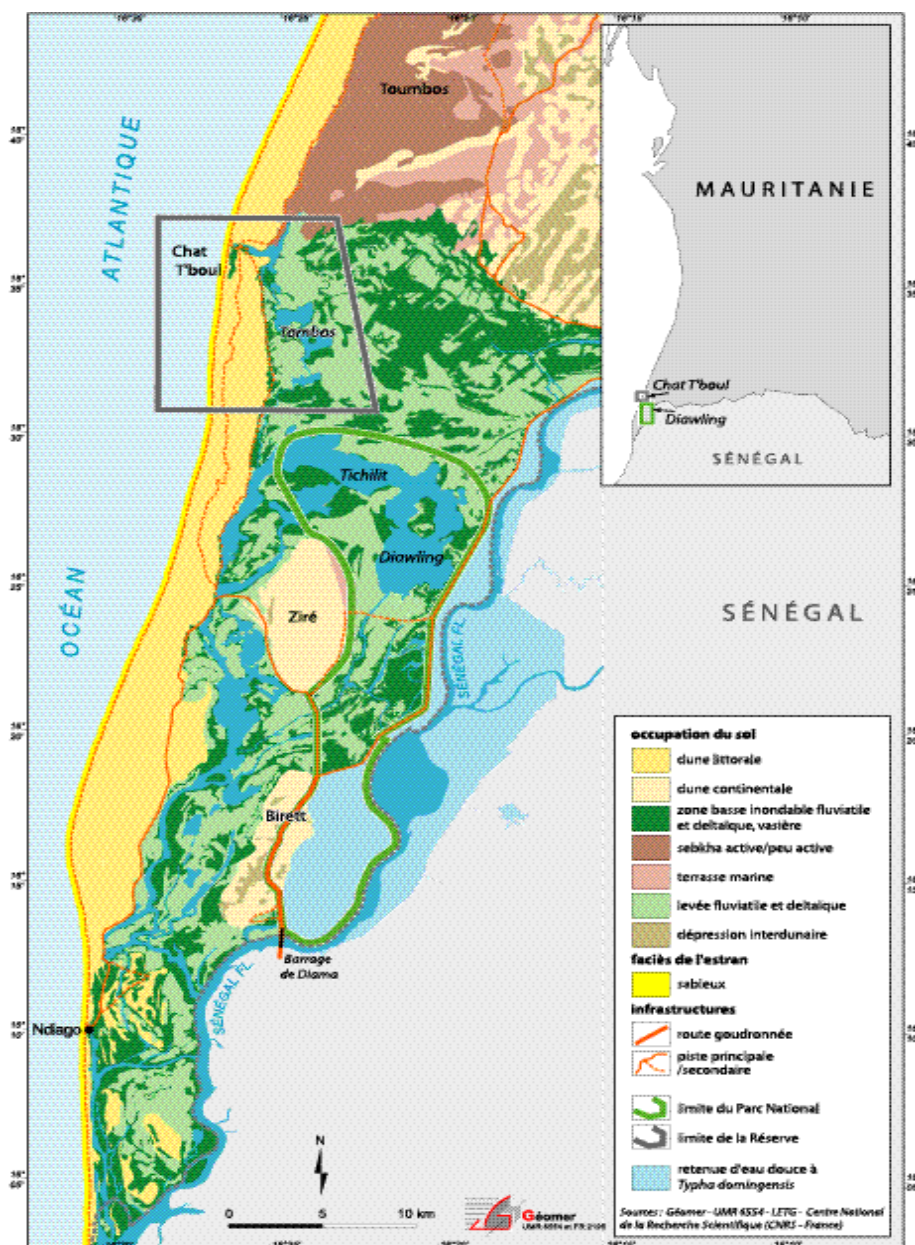 16°25
Toumbos
ATLANTIQUE
MAURITANIE
Chat
T'boul
Tambos
Chat T'boul
Diawling
SÉNÉGAL
Tichilit
Diawling
OCÉAN
Ziré
SÉNÉGAL FL.
SÉNÉGAL
Birett
Barrage
de Diama
SÉNÉGAL FL.
Ndiago
occupation du sol
dune littorale
dune continentale
zone basse inondable fluviatile
et deltaïque, vasière
sebkha active/peu active
terrasse marine
levée fluviatile et deltaïque
dépression interdunaire
faciès de l'estran
sableux
infrastructures
route goudronnée
piste principale
/secondaire
limite du Parc National
limite de la Réserve
retenue d'eau douce à
Typha domingensis
Sources : Géomer - UMR 6554 - LETG - Centre National
de la Recherche Scientifique (CNRS - France)
N
0 5 10 km
Géomer